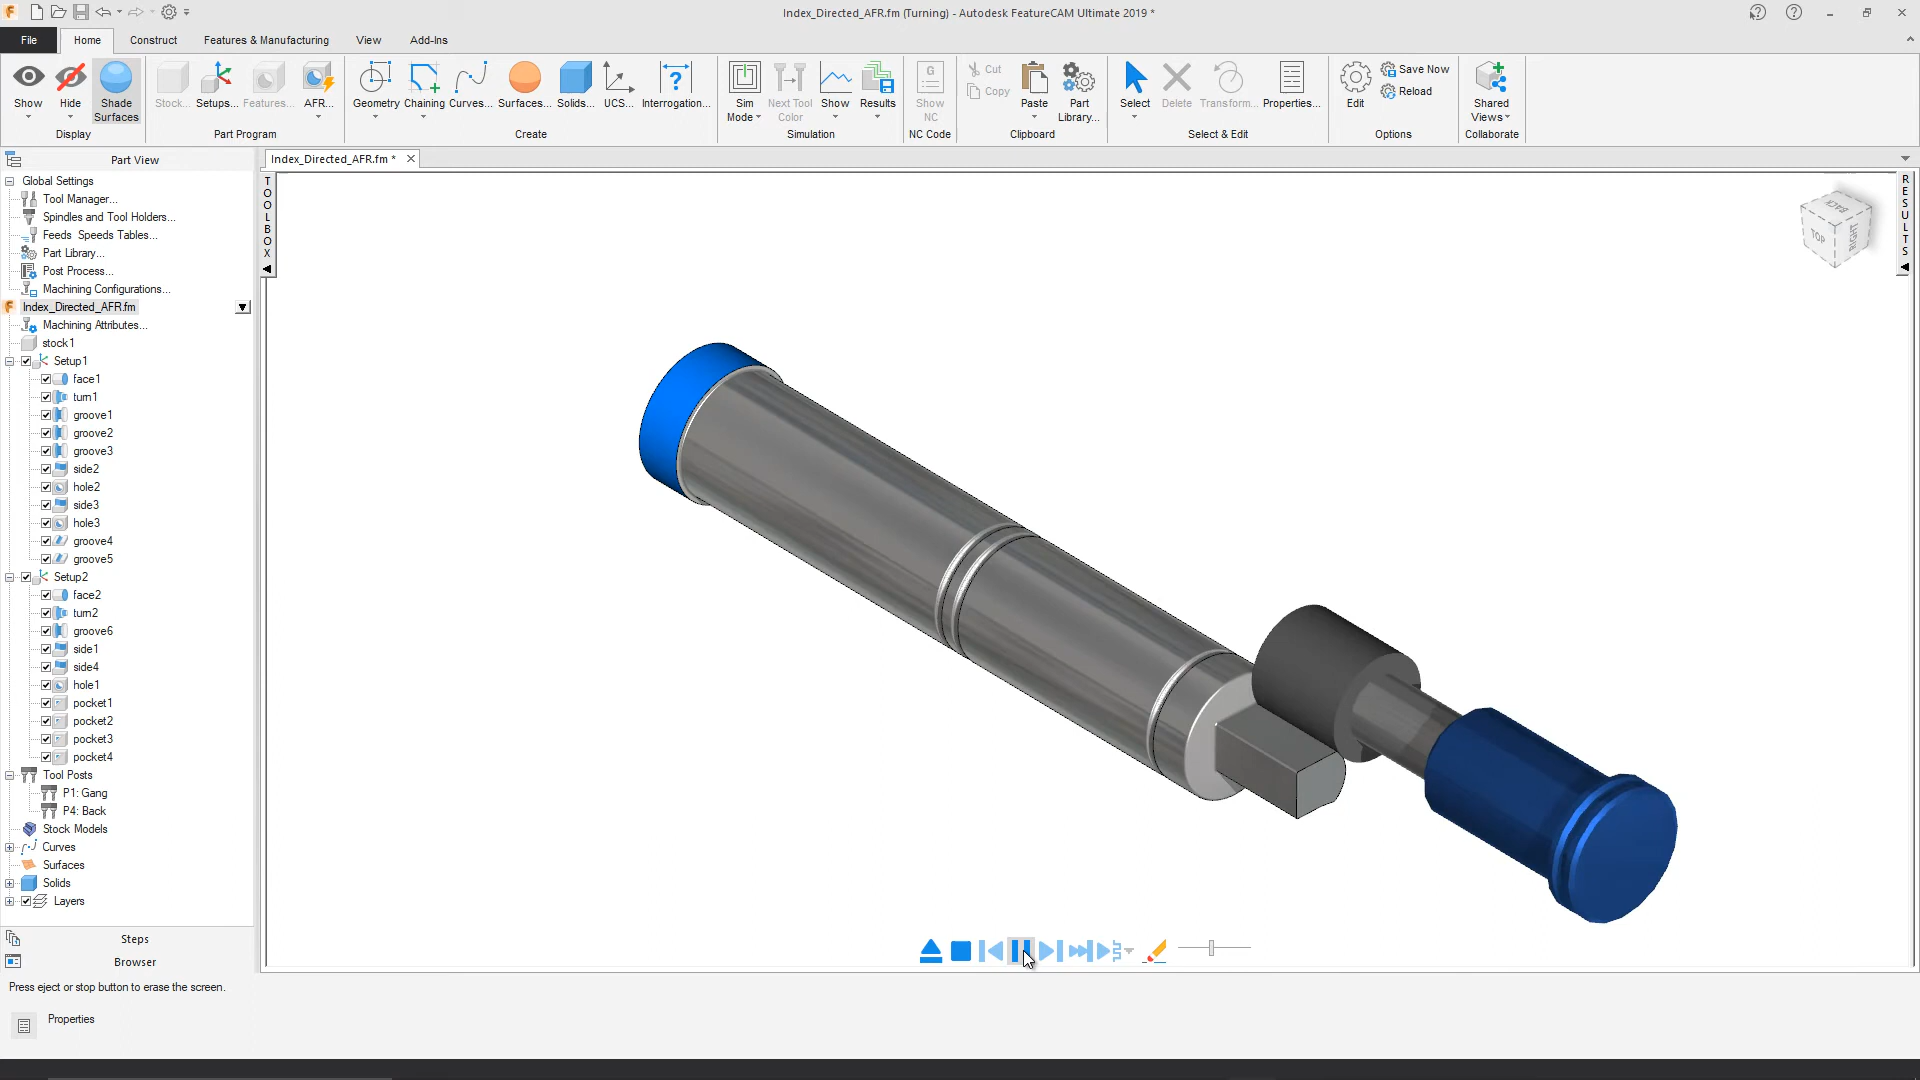 Index_Directed_AFR.fm (Turning) - Autodesk FeatureCAM Ultimate 2019 *
File
Home
Construct
Features & Manufacturing
View
Add-Ins
Show
Hide
Shade
Surfaces
Stock...
Setups...
Features...
AFR...
Geometry
Chaining
Curves...
Surfaces...
Solids...
UCS...
Interrogation...
Sim
Mode
Next Tool
Color
Show
Results
G
Show
NC
Cut
Copy
Paste
Part
Library...
Select
Delete
Transform...
Properties...
Edit
Save Now
Reload
Shared
Views
Display
Part Program
Create
Simulation
NC Code
Clipboard
Select & Edit
Options
Collaborate
Part View
Index_Directed_AFR.fm *
Global Settings
Tool Manager...
Spindles and Tool Holders...
Feeds Speeds Tables...
Part Library...
Post Process...
Machining Configurations...
Index_Directed_AFR.fm
Machining Attributes...
stock1
Setup1
face1
turn1
groove1
groove2
groove3
side2
hole2
side3
hole3
groove4
groove5
Setup2
face2
turn2
groove6
side1
side4
hole1
pocket1
pocket2
pocket3
pocket4
Tool Posts
P1: Gang
P4: Back
Stock Models
Curves
Surfaces
Solids
Layers
Steps
Browser
TOOLBOX
BACK
TOP
RIGHT
RESULTS
Press eject or stop button to erase the screen.
Properties